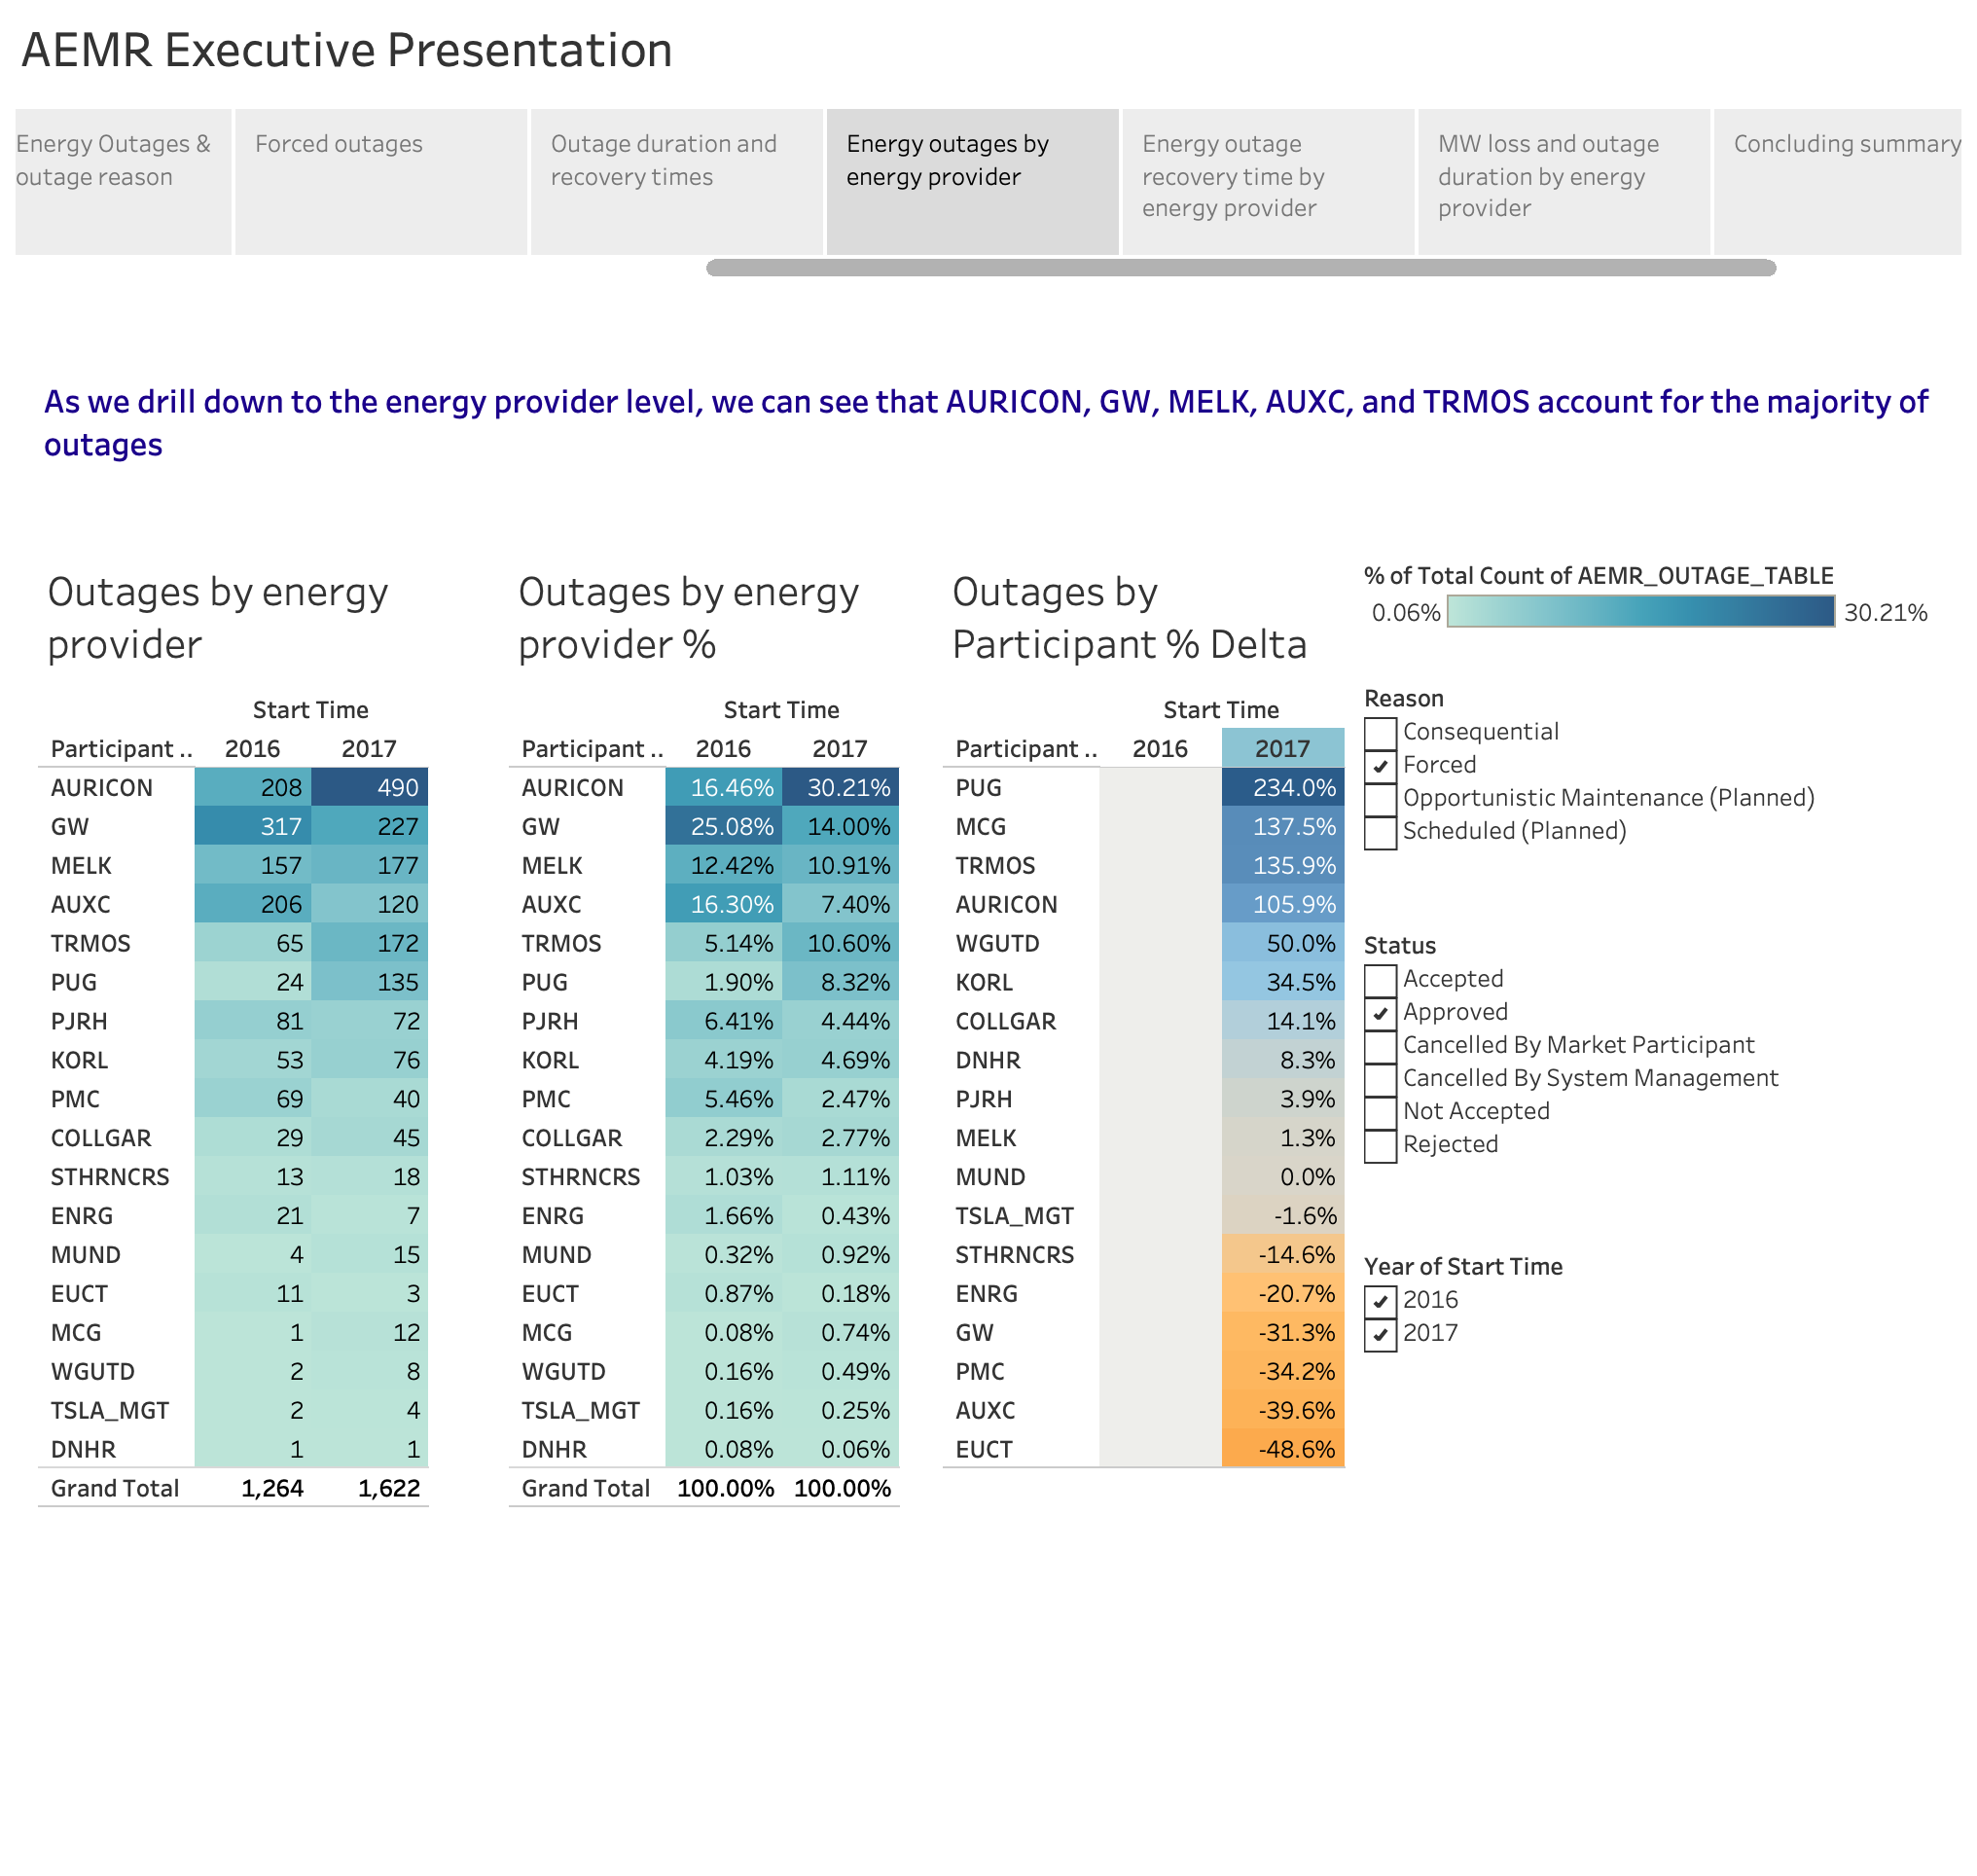 AEMR Executive Presentation
Energy Outages &
outage reason
Forced outages
Outage duration and
recovery times
Energy outages by
energy provider
Energy outage
recovery time by
energy provider
MW loss and outage
duration by energy
provider
Concluding summary
As we drill down to the energy provider level, we can see that AURICON, GW, MELK, AUXC, and TRMOS account for the majority of
outages
Outages by energy
provider
Start Time
Participant .. 2016 2017
AURICON 208 490
GW 317 227
MELK 157 177
AUXC 206 120
TRMOS 65 172
PUG 24 135
PJRH 81 72
KORL 53 76
PMC 69 40
COLLGAR 29 45
STHRNCRS 13 18
ENRG 21 7
MUND 4 15
EUCT 11 3
MCG 1 12
WGUTD 2 8
TSLA_MGT 2 4
DNHR 1 1
Grand Total 1,264 1,622
Outages by energy
provider %
Start Time
Participant .. 2016 2017
AURICON 16.46% 30.21%
GW 25.08% 14.00%
MELK 12.42% 10.91%
AUXC 16.30% 7.40%
TRMOS 5.14% 10.60%
PUG 1.90% 8.32%
PJRH 6.41% 4.44%
KORL 4.19% 4.69%
PMC 5.46% 2.47%
COLLGAR 2.29% 2.77%
STHRNCRS 1.03% 1.11%
ENRG 1.66% 0.43%
MUND 0.32% 0.92%
EUCT 0.87% 0.18%
MCG 0.08% 0.74%
WGUTD 0.16% 0.49%
TSLA_MGT 0.16% 0.25%
DNHR 0.08% 0.06%
Grand Total 100.00% 100.00%
Outages by
Participant % Delta
Start Time
Participant .. 2016 2017
PUG 234.0%
MCG 137.5%
TRMOS 135.9%
AURICON 105.9%
WGUTD 50.0%
KORL 34.5%
COLLGAR 14.1%
DNHR 8.3%
PJRH 3.9%
MELK 1.3%
MUND 0.0%
TSLA_MGT -1.6%
STHRNCRS -14.6%
ENRG -20.7%
GW -31.3%
PMC -34.2%
AUXC -39.6%
EUCT -48.6%
% of Total Count of AEMR_OUTAGE_TABLE
0.06% 30.21%
Reason
Consequential
Forced
Opportunistic Maintenance (Planned)
Scheduled (Planned)
Status
Accepted
Approved
Cancelled By Market Participant
Cancelled By System Management
Not Accepted
Rejected
Year of Start Time
2016
2017